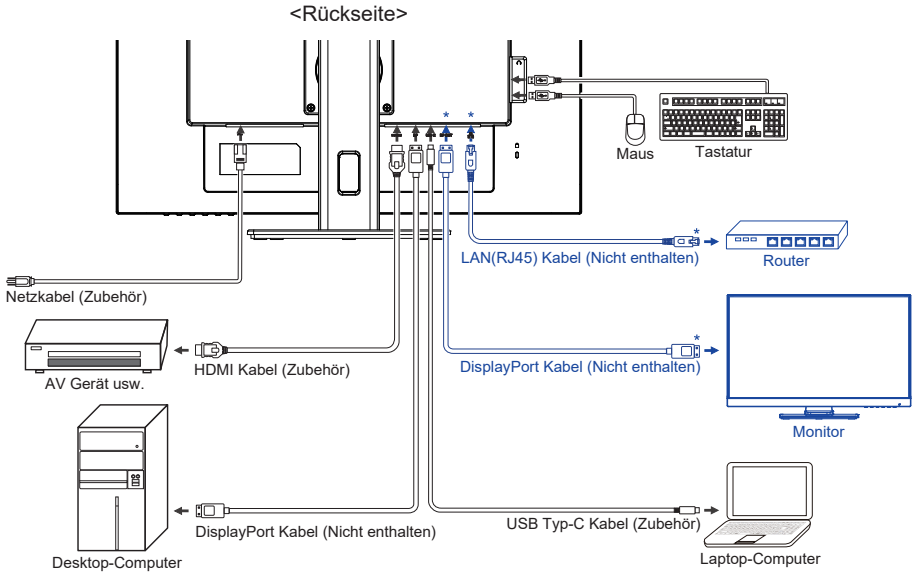 <Rückseite>
*
*
Maus
Tastatur
*
LAN(RJ45) Kabel (Nicht enthalten)
Router
Netzkabel (Zubehör)
*
HDMI Kabel (Zubehör)
DisplayPort Kabel (Nicht enthalten)
AV Gerät usw.
Monitor
DisplayPort Kabel (Nicht enthalten)
USB Typ-C Kabel (Zubehör)
Desktop-Computer
Laptop-Computer